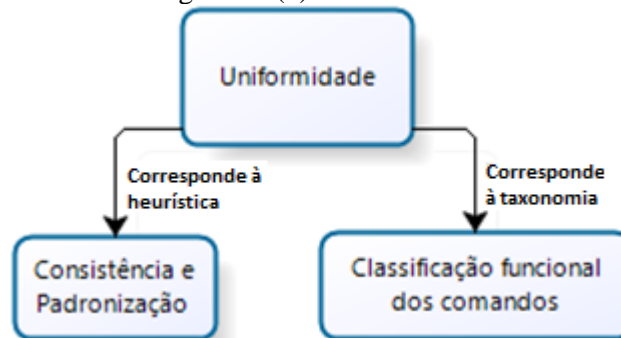 Uniformidade
Corresponde à
heurística
Corresponde
à taxonomia
Consistência e
Padronização
Classificação funcional
dos comandos